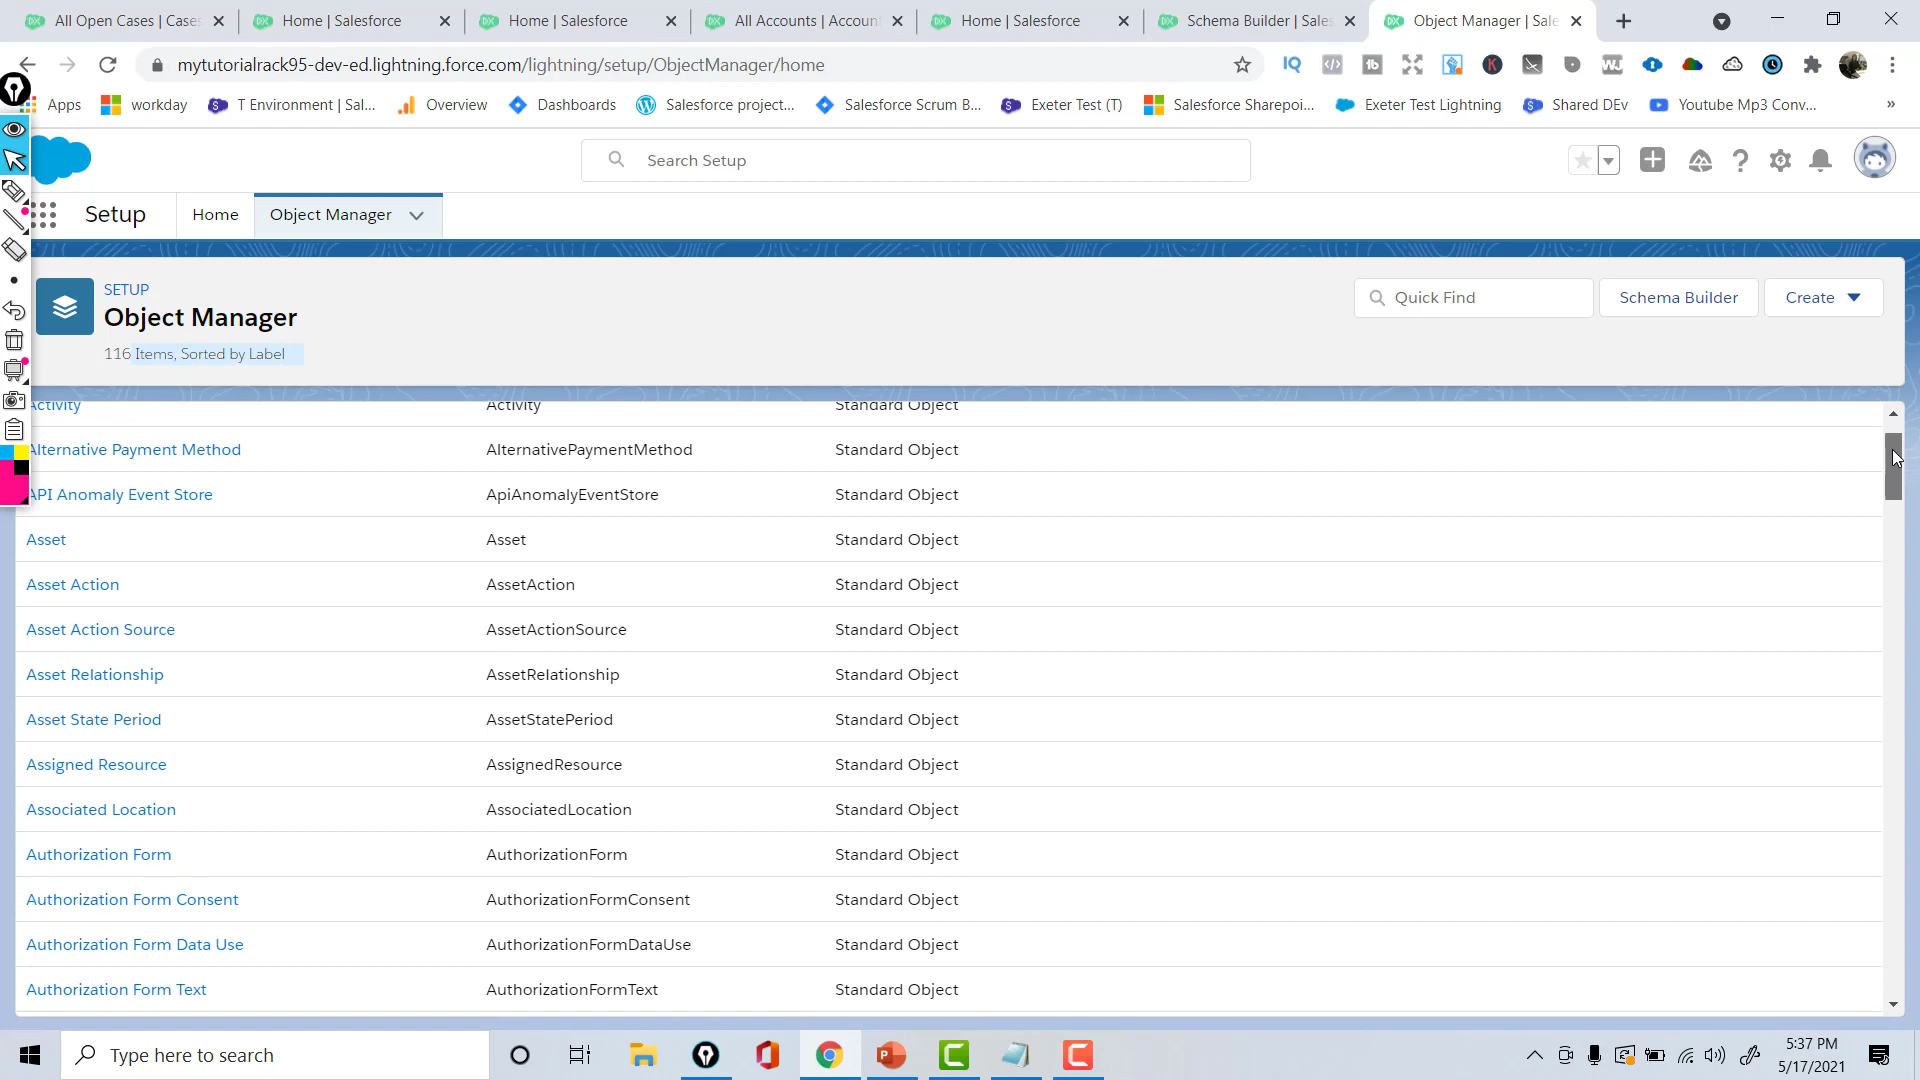 All Open Cases | Cases
Home | Salesforce
Home | Salesforce
All Accounts | Accoun
Home | Salesforce
Schema Builder | Sales
Object Manager | Sale
mytutorialrack95-dev-ed.lightning.force.com/lightning/setup/ObjectManager/home
Apps
workday
T Environment | Sal...
Overview
Dashboards
Salesforce project...
Salesforce Scrum B...
Exeter Test (T)
Salesforce Sharepoi...
Exeter Test Lightning
Shared DEv
Youtube Mp3 Conv...
Search Setup
Setup
Home
Object Manager
SETUP
Object Manager
116 Items, Sorted by Label
Quick Find
Schema Builder
Create
Activity Activity Standard Object
Alternative Payment Method AlternativePaymentMethod Standard Object
API Anomaly Event Store ApiAnomalyEventStore Standard Object
Asset Asset Standard Object
Asset Action AssetAction Standard Object
Asset Action Source AssetActionSource Standard Object
Asset Relationship AssetRelationship Standard Object
Asset State Period AssetStatePeriod Standard Object
Assigned Resource AssignedResource Standard Object
Associated Location AssociatedLocation Standard Object
Authorization Form AuthorizationForm Standard Object
Authorization Form Consent AuthorizationFormConsent Standard Object
Authorization Form Data Use AuthorizationFormDataUse Standard Object
Authorization Form Text AuthorizationFormText Standard Object
Type here to search
5:37 PM
5/17/2021